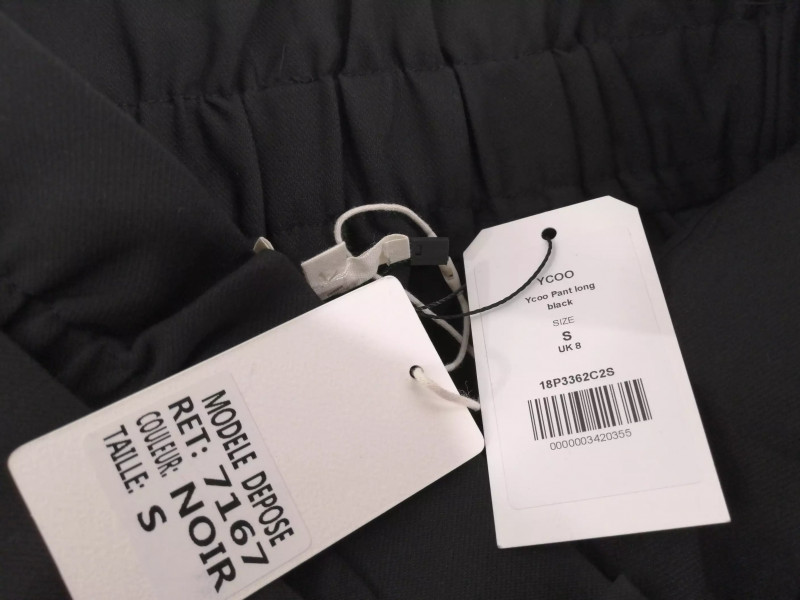 MODELE DEPOSE
RET: 7167
COULEUR: NOIR
TAILLE: S
YCOO
Ycoo Pant long
black
SIZE
S
UK 8
18P3362C2S
0000003420355